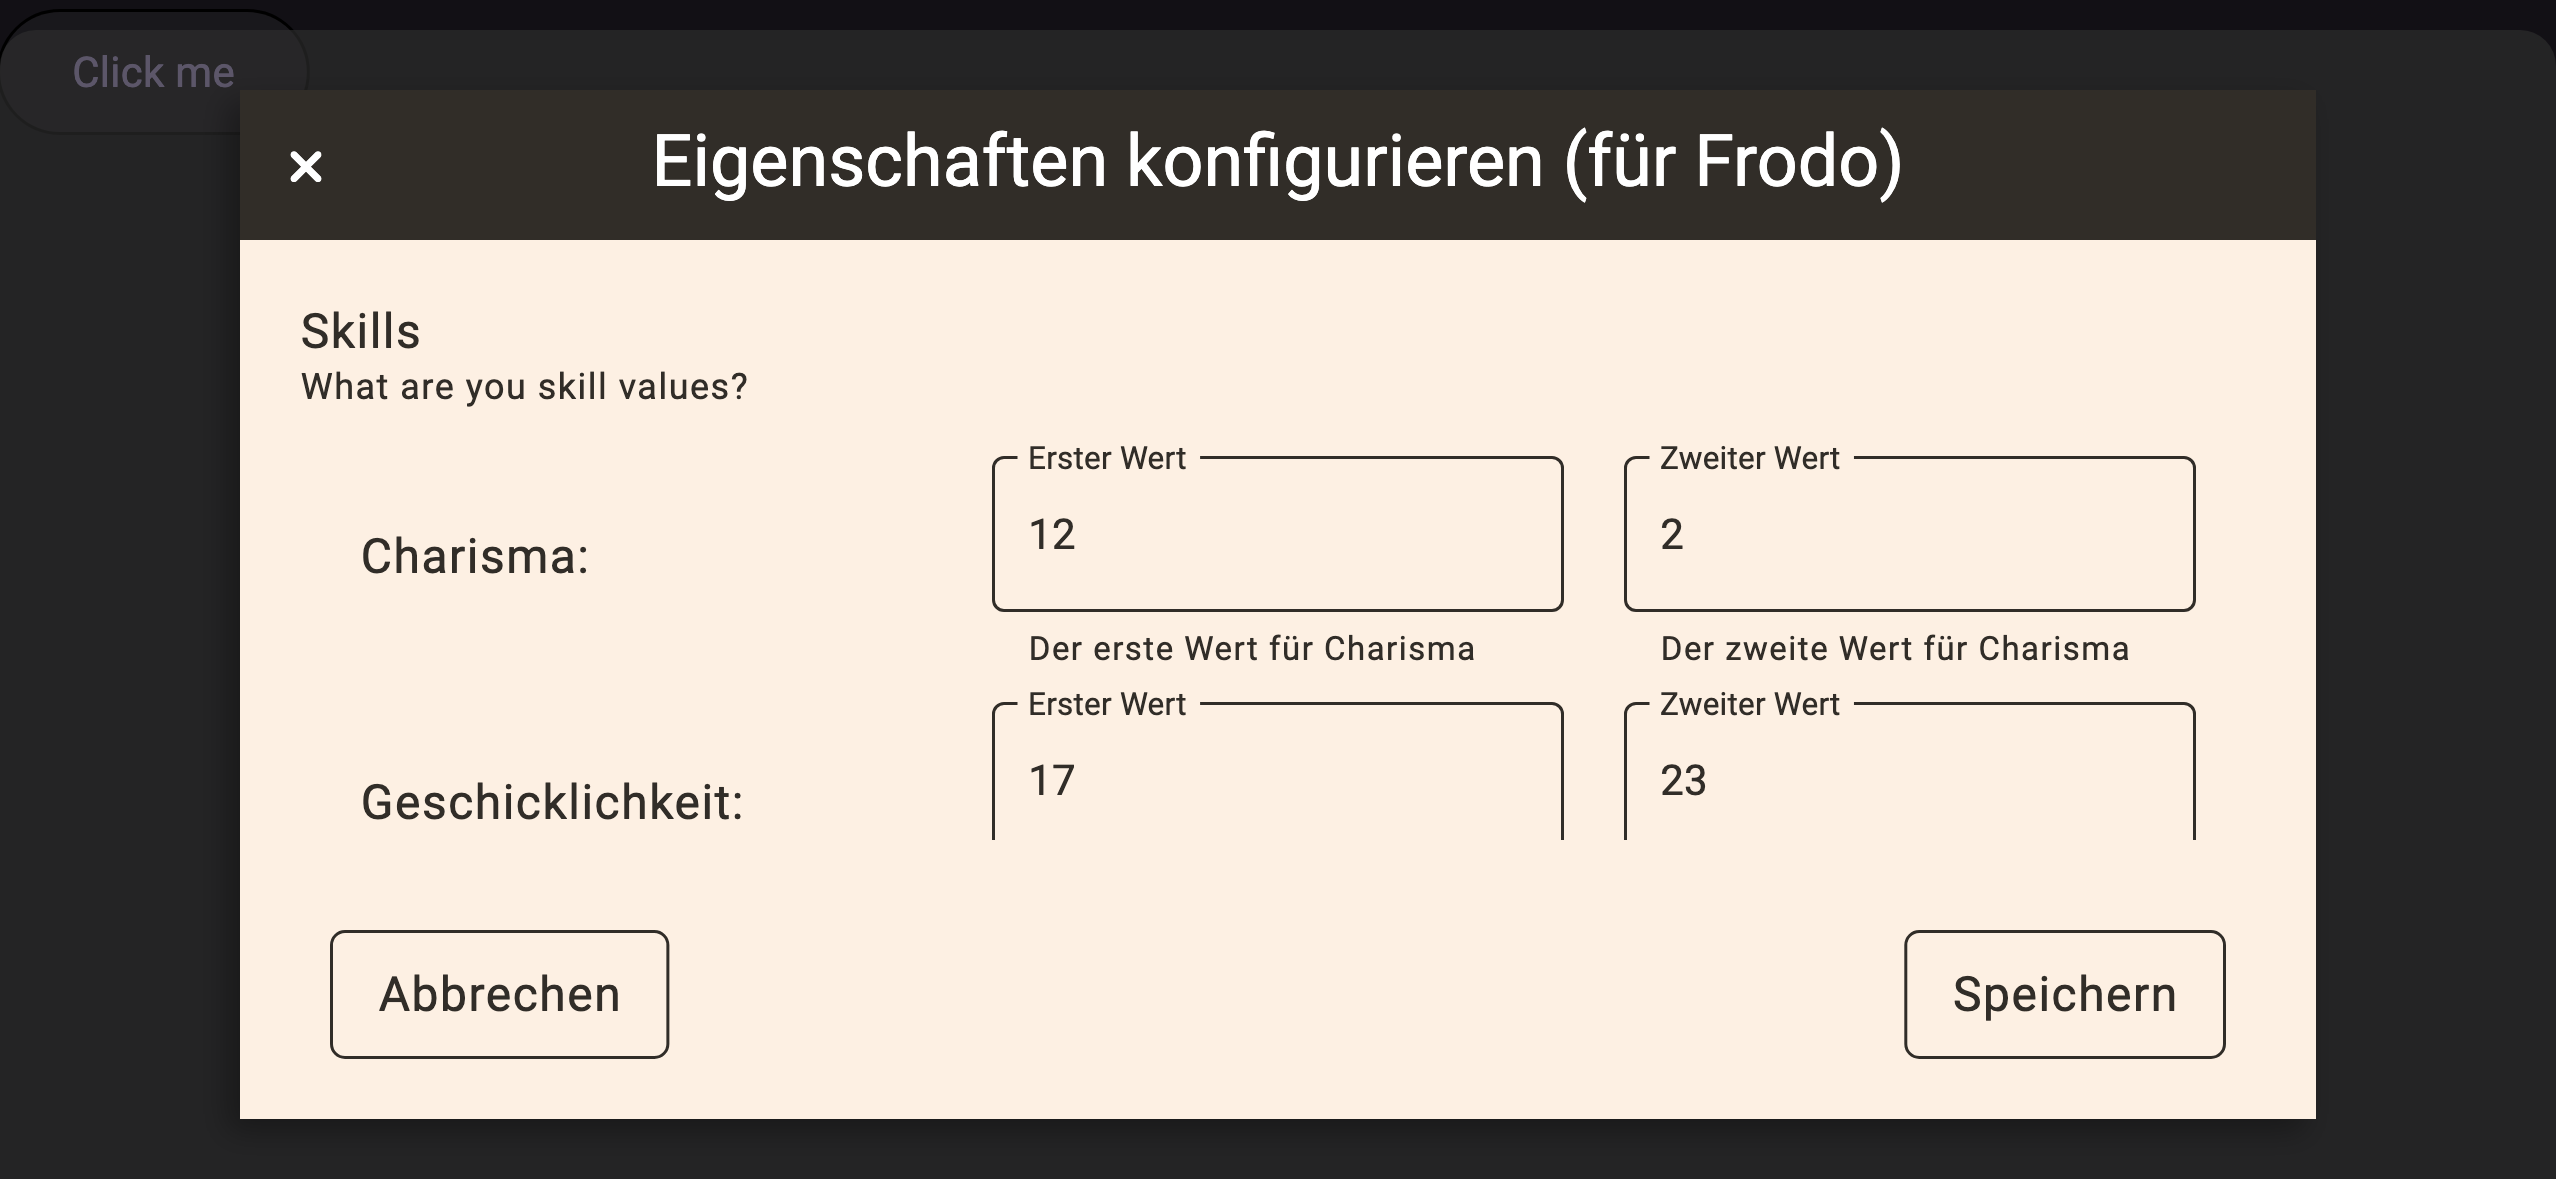 Click me
× Eigenschaften konfigurieren (für Frodo)
Skills
What are you skill values?
Erster Wert Zweiter Wert
Charisma: 12 2
Der erste Wert für Charisma Der zweite Wert für Charisma
Erster Wert Zweiter Wert
Geschicklichkeit: 17 23
Abbrechen Speichern